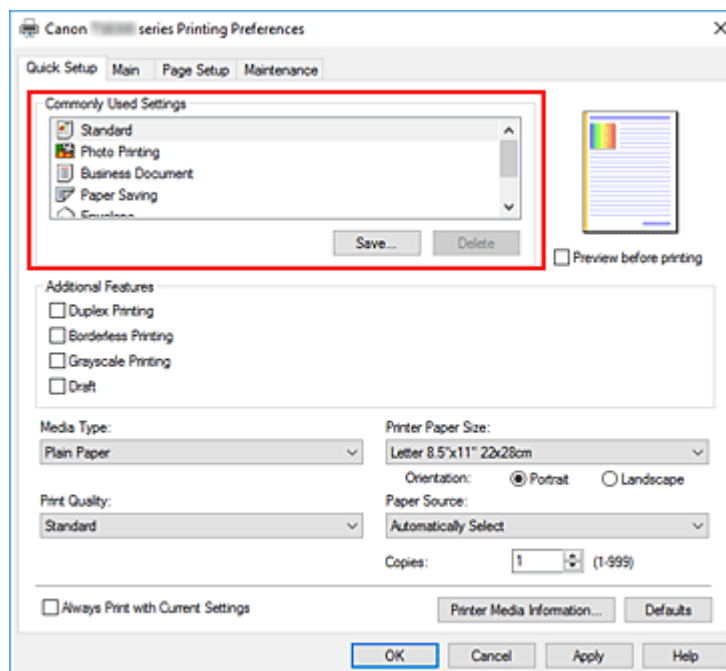 Canon series Printing Preferences
Quick Setup Main Page Setup Maintenance
Commonly Used Settings
Standard
Photo Printing
Business Document
Paper Saving
Envelope
Save... Delete
Preview before printing
Additional Features
Duplex Printing
Borderless Printing
Grayscale Printing
Draft
Media Type: Printer Paper Size:
Plain Paper Letter 8.5"x11" 22x28cm
Orientation: Portrait Landscape
Print Quality: Paper Source:
Standard Automatically Select
Copies: 1 (1-999)
Always Print with Current Settings Printer Media Information... Defaults
OK Cancel Apply Help